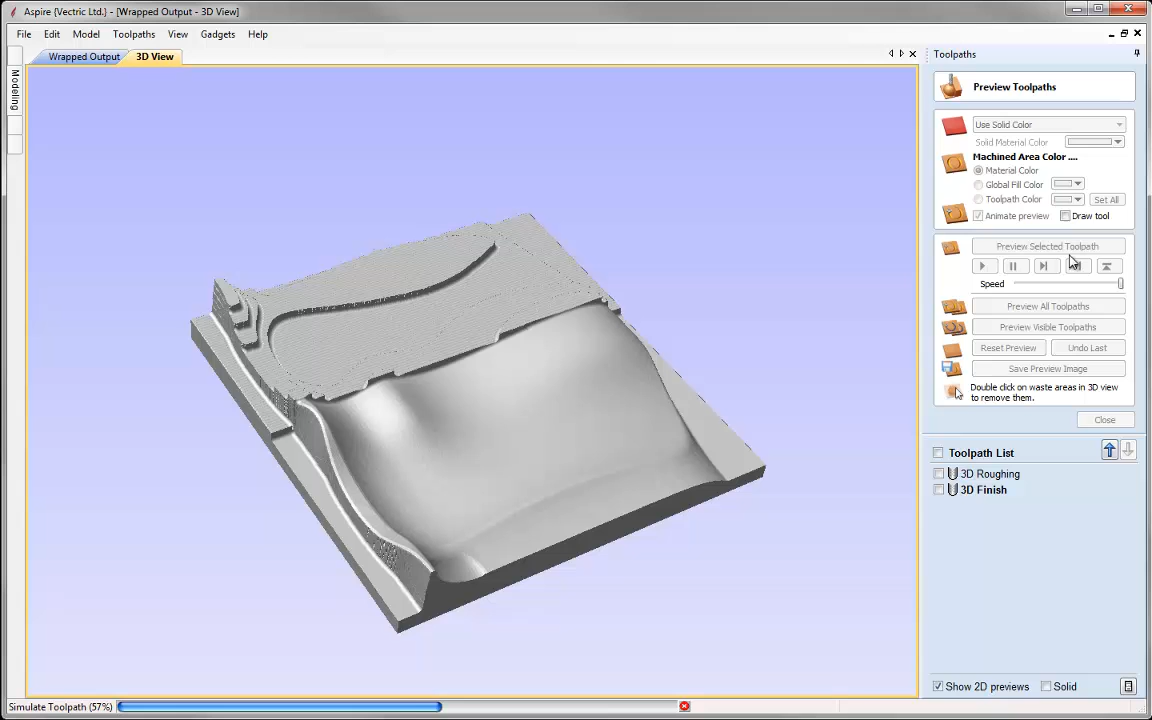 Aspire {Vectric Ltd.} - [Wrapped Output - 3D View]
File Edit Model Toolpaths View Gadgets Help
Wrapped Output 3D View
Modeling
Toolpaths
Preview Toolpaths
Use Solid Color
Solid Material Color
Machined Area Color ....
Material Color
Global Fill Color
Toolpath Color Set All
Animate preview Draw tool
Preview Selected Toolpath
Speed
Preview All Toolpaths
Preview Visible Toolpaths
Reset Preview Undo Last
Save Preview Image
Double click on waste areas in 3D view
to remove them.
Close
Toolpath List
3D Roughing
3D Finish
Show 2D previews Solid
Simulate Toolpath (57%)